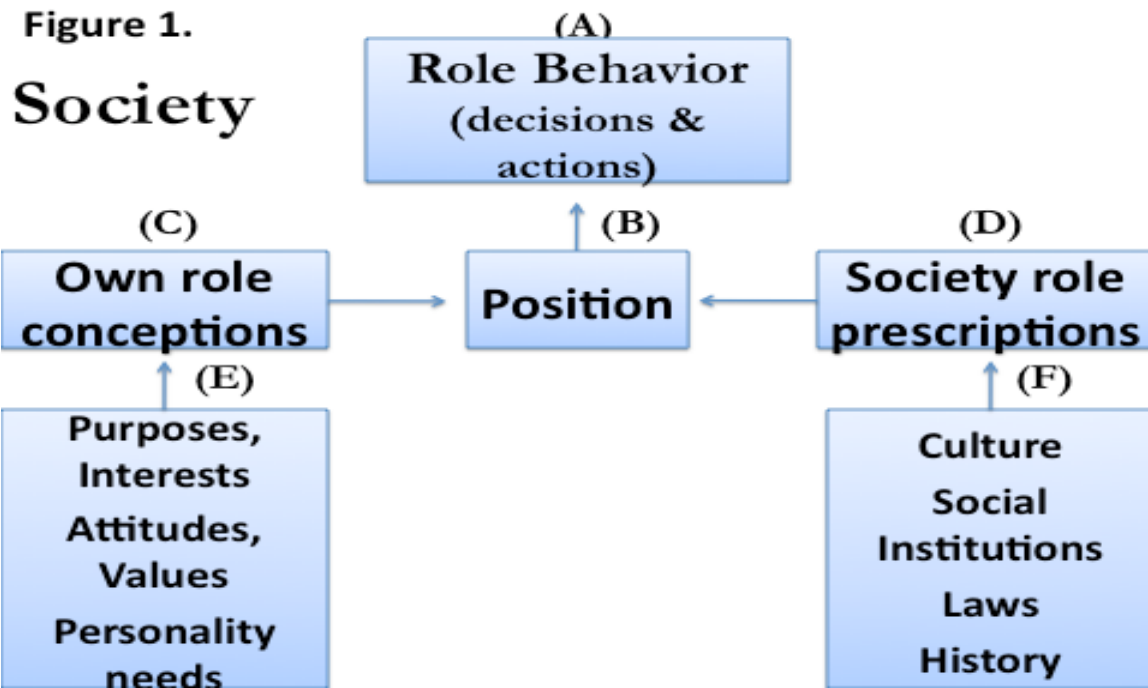 Figure 1.
Society
(A)
Role Behavior
(decisions &
actions)
(C)
(B)
(D)
Own role
conceptions
Position
Society role
prescriptions
(E)
(F)
Purposes,
Interests
Attitudes,
Values
Personality
needs
Culture
Social
Institutions
Laws
History